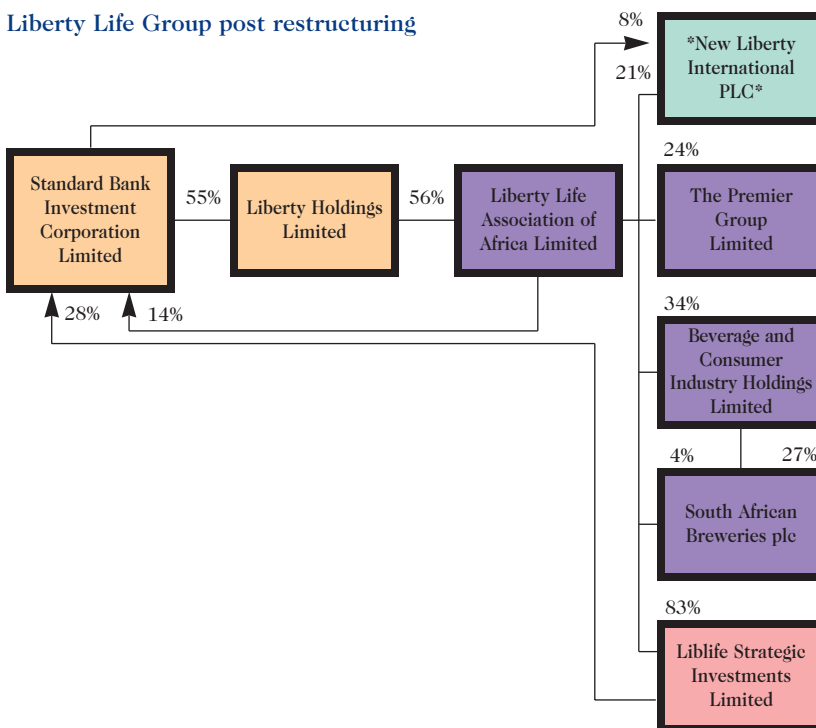 Liberty Life Group post restructuring
8%
*New Liberty
International
PLC*
21%
24%
Standard Bank
Investment
Corporation
Limited
55%
Liberty Holdings
Limited
56%
Liberty Life
Association of
Africa Limited
The Premier
Group
Limited
28%
14%
34%
Beverage and
Consumer
Industry Holdings
Limited
4%
27%
South African
Breweries plc
83%
Liblife Strategic
Investments
Limited